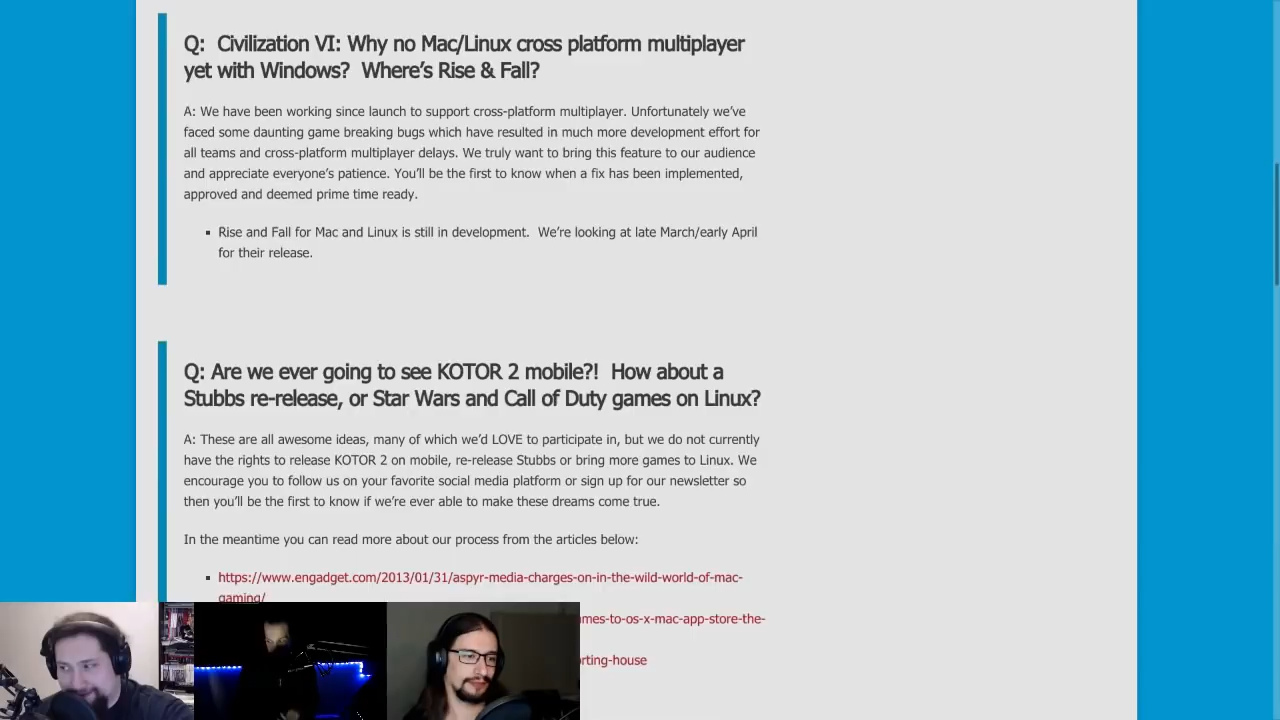 Q:  Civilization VI: Why no Mac/Linux cross platform multiplayer
yet with Windows?  Where's Rise & Fall?
A: We have been working since launch to support cross-platform multiplayer. Unfortunately we've
faced some daunting game breaking bugs which have resulted in much more development effort for
all teams and cross-platform multiplayer delays. We truly want to bring this feature to our audience
and appreciate everyone's patience. You'll be the first to know when a fix has been implemented,
approved and deemed prime time ready.
▪ Rise and Fall for Mac and Linux is still in development.  We're looking at late March/early April
for their release.
Q: Are we ever going to see KOTOR 2 mobile?!  How about a
Stubbs re-release, or Star Wars and Call of Duty games on Linux?
A: These are all awesome ideas, many of which we'd LOVE to participate in, but we do not currently
have the rights to release KOTOR 2 on mobile, re-release Stubbs or bring more games to Linux. We
encourage you to follow us on your favorite social media platform or sign up for our newsletter so
then you'll be the first to know if we're ever able to make these dreams come true.
In the meantime you can read more about our process from the articles below:
▪ https://www.engadget.com/2013/01/31/aspyr-media-charges-on-in-the-wild-world-of-mac-
gaming/
mes-to-os-x-mac-app-store-the-
rting-house